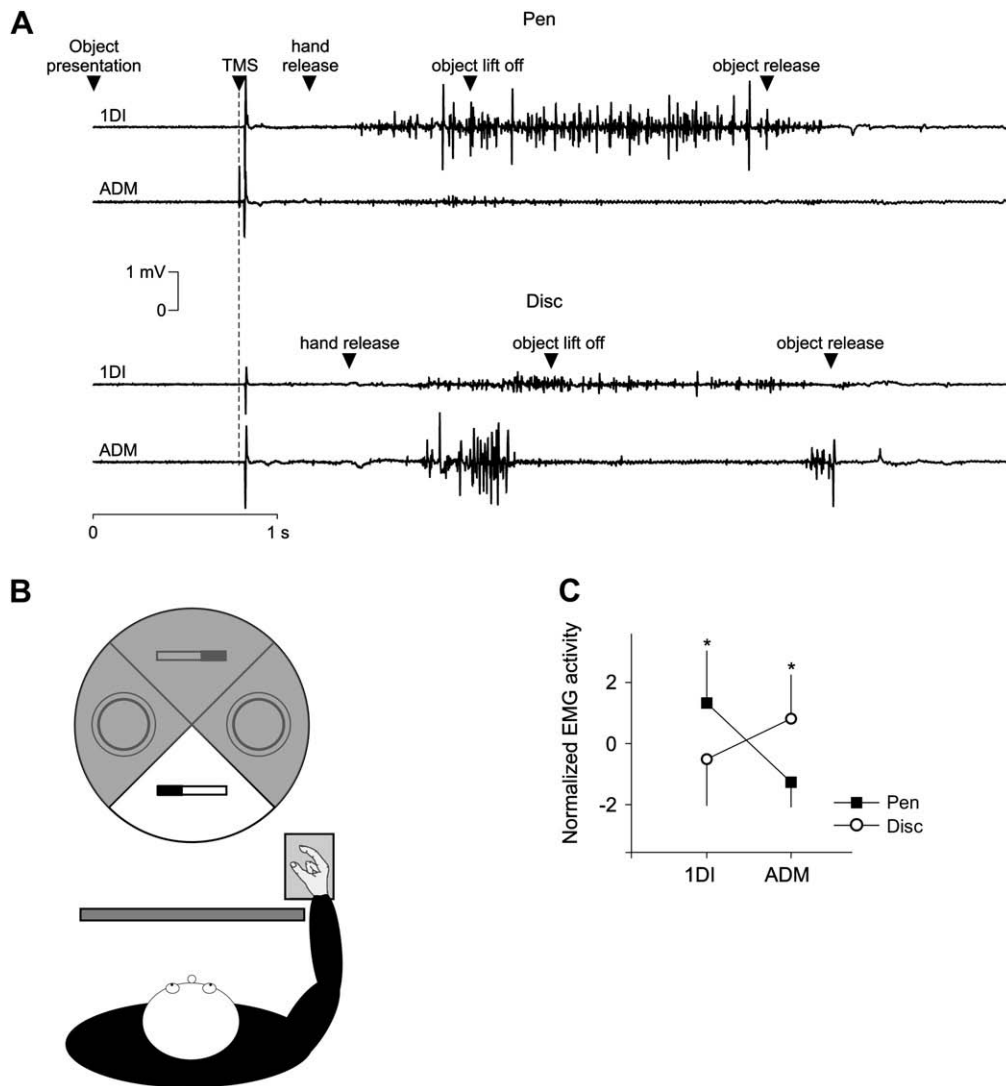 A
Pen
Object presentation
TMS
hand release
object lift off
object release
1DI
ADM
1 mV
0
Disc
hand release
object lift off
object release
1DI
ADM
0
1 s
B
C
Normalized EMG activity
2
0
-2
1DI
ADM
*
*
Pen
Disc